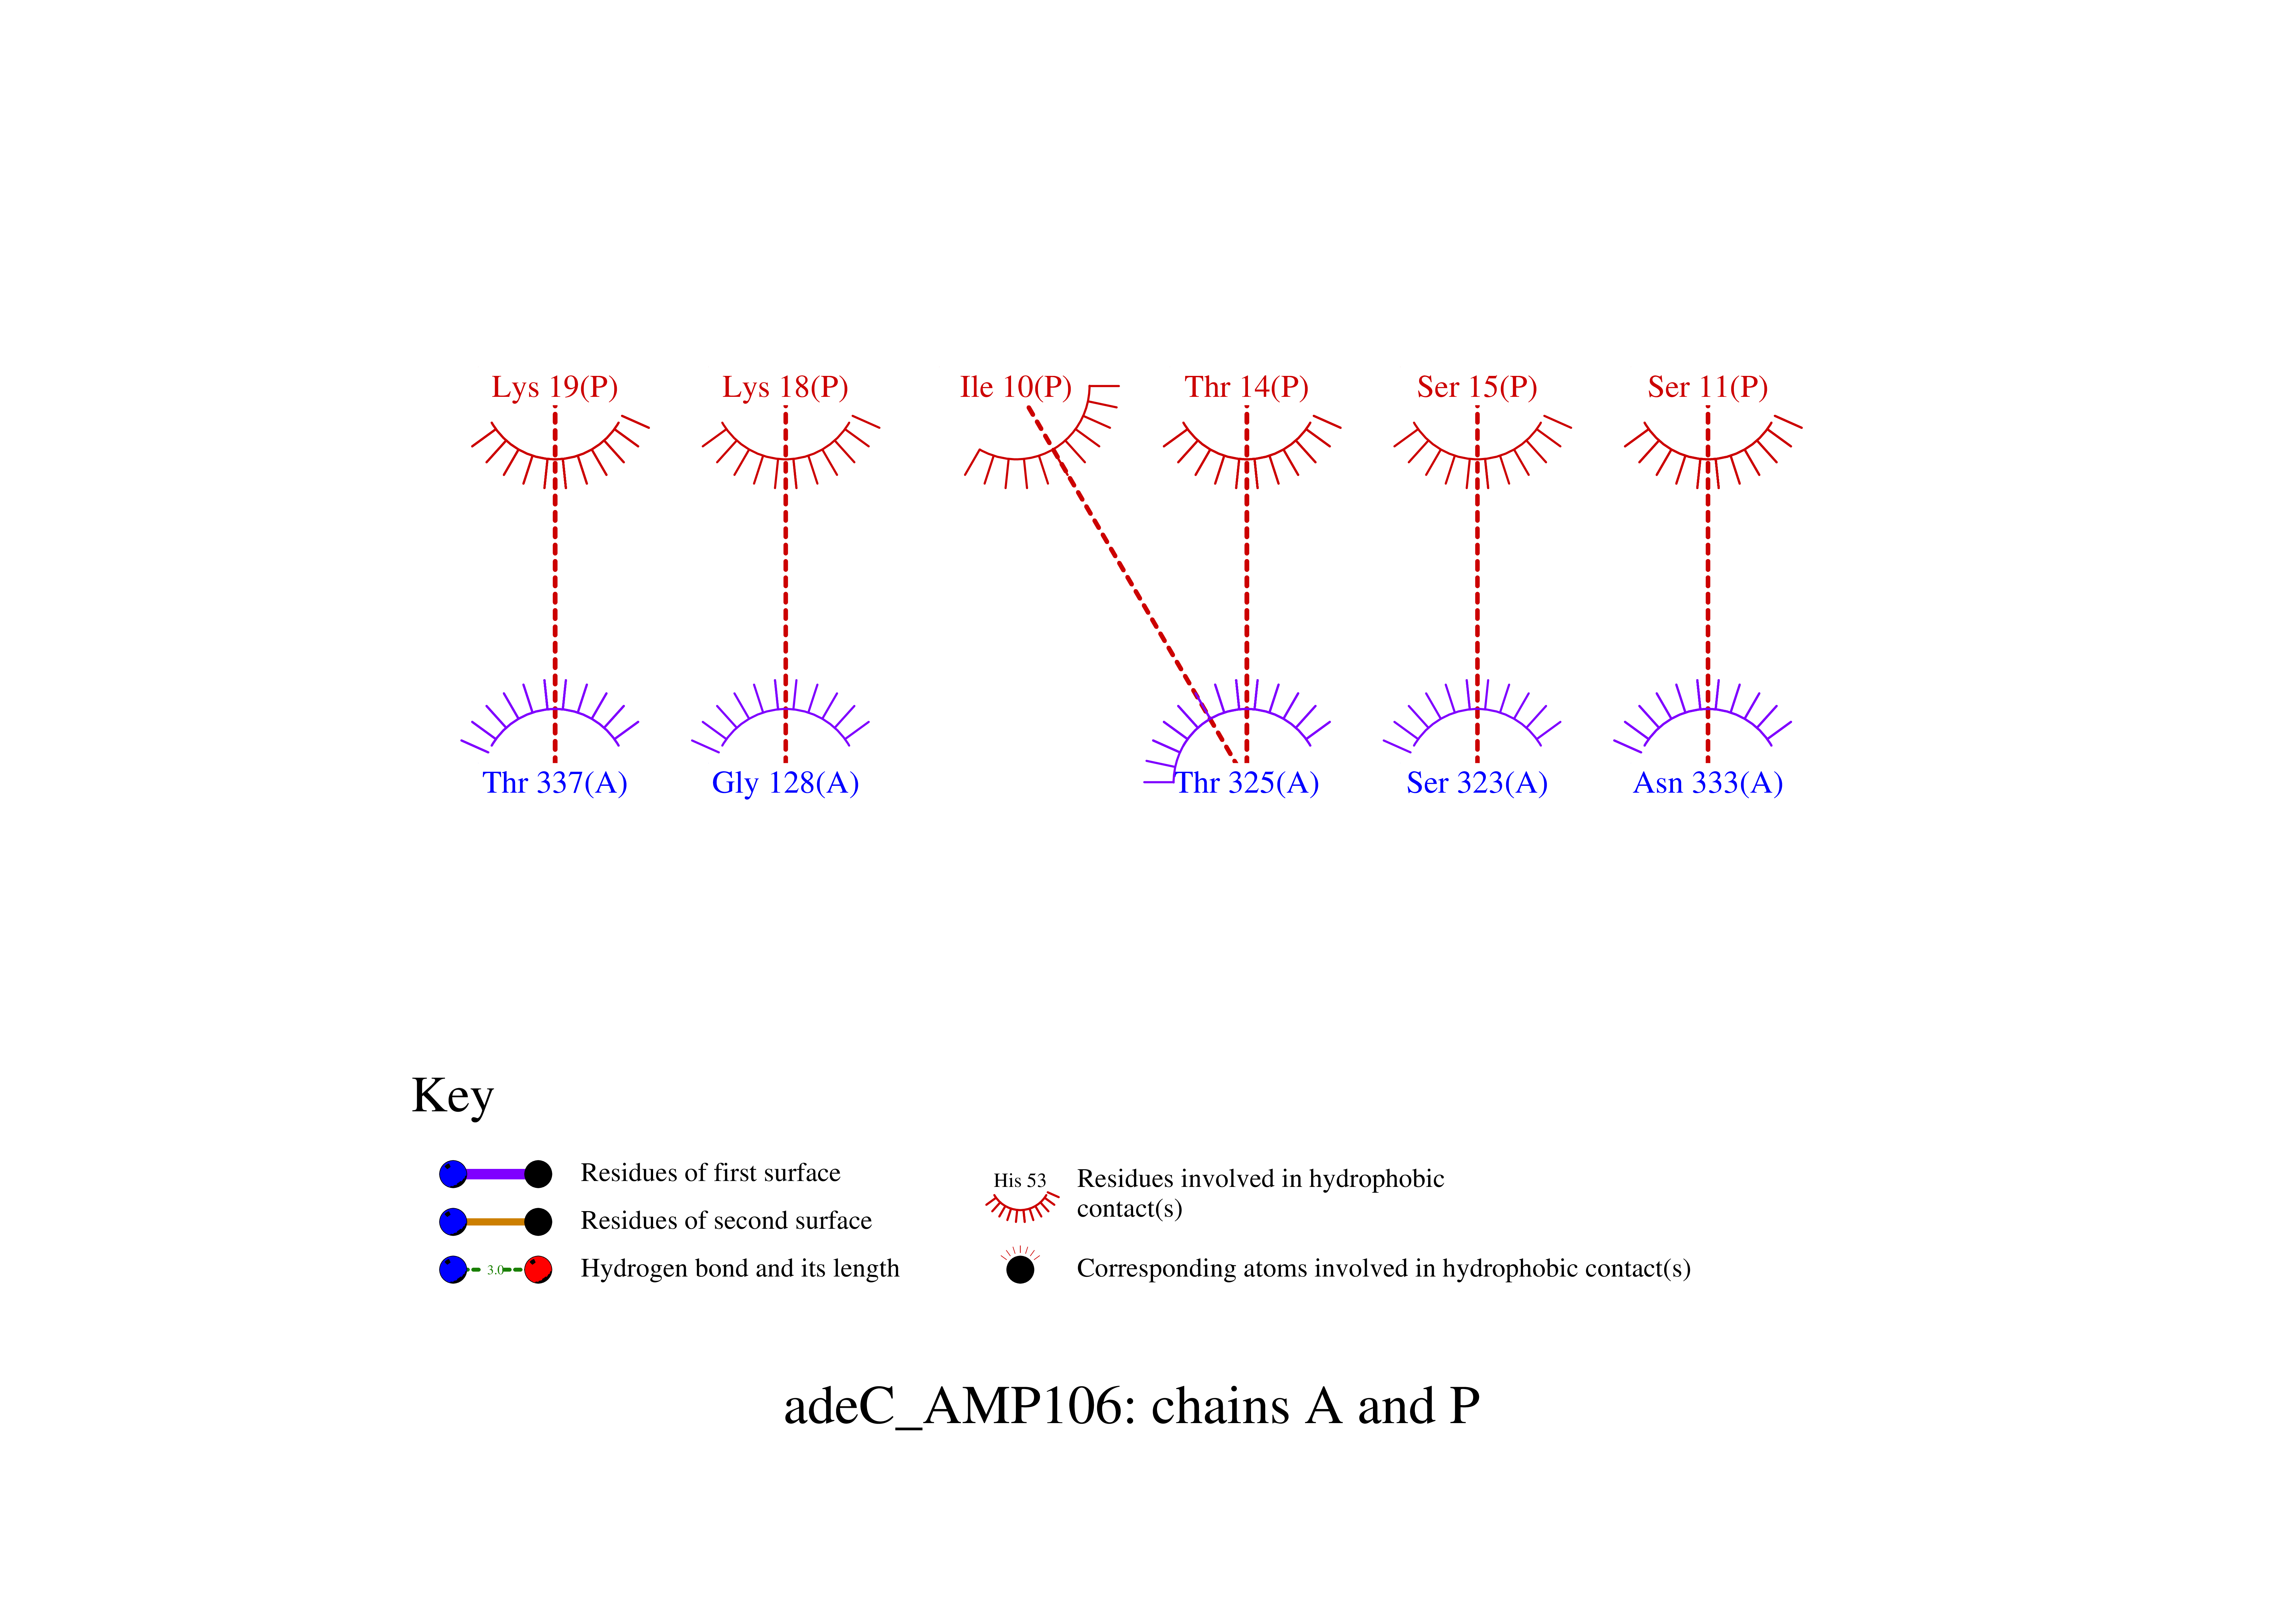 Lys 19(P) Lys 18(P) Ile 10(P) Thr 14(P) Ser 15(P) Ser 11(P)
Thr 337(A) Gly 128(A) Thr 325(A) Ser 323(A) Asn 333(A)
Key
Residues of first surface
Residues of second surface
3.0 Hydrogen bond and its length
His 53 Residues involved in hydrophobic
contact(s)
Corresponding atoms involved in hydrophobic contact(s)
adeC_AMP106: chains A and P